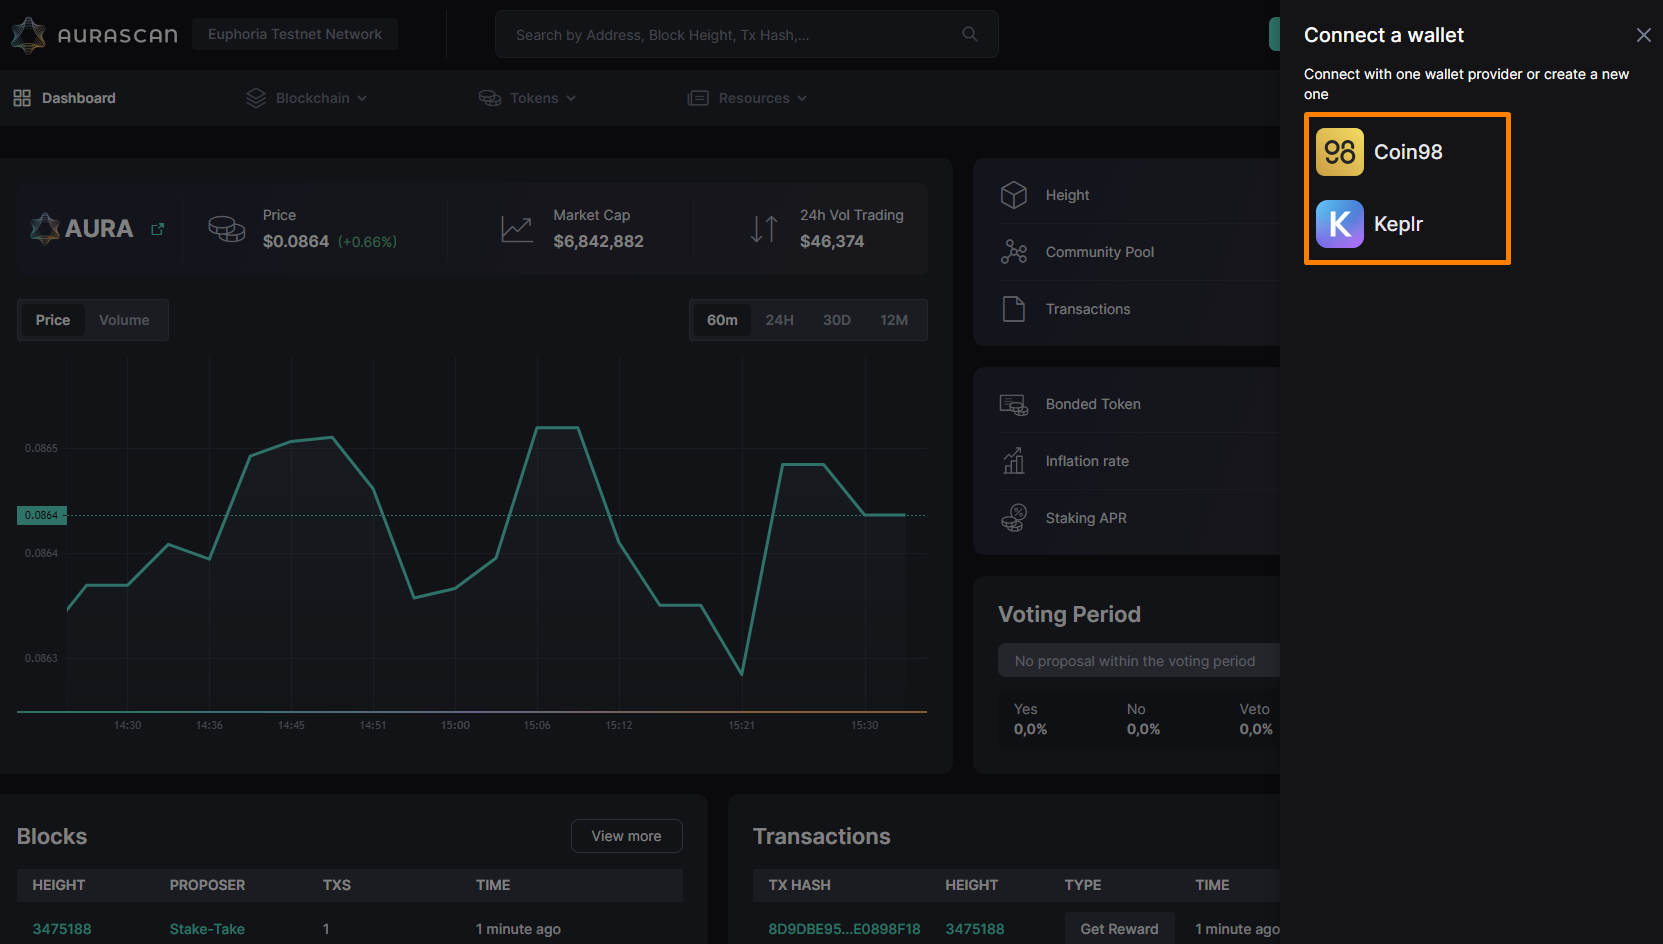 AURASCAN
Euphoria Testnet Network
Search by Address, Block Height, Tx Hash,...
Dashboard
Blockchain
Tokens
Resources
AURA
Price
$0.0864 (+0.66%)
Market Cap
$6,842,882
24h Vol Trading
$46,374
Price
Volume
60m
24H
30D
12M
0.0865
0.0864
0.0864
0.0863
14:30
14:36
14:45
14:51
15:00
15:06
15:12
15:21
15:30
Height
Community Pool
Transactions
Bonded Token
Inflation rate
Staking APR
Voting Period
No proposal within the voting period
Yes
0,0%
No
0,0%
Veto
0,0%
Blocks
View more
HEIGHT PROPOSER TXS TIME
3475188 Stake-Take 1 1 minute ago
Transactions
TX HASH HEIGHT TYPE TIME
8D9DBE95...E0898F18 3475188 Get Reward 1 minute ago
Connect a wallet
Connect with one wallet provider or create a new
one
Coin98
K
Keplr